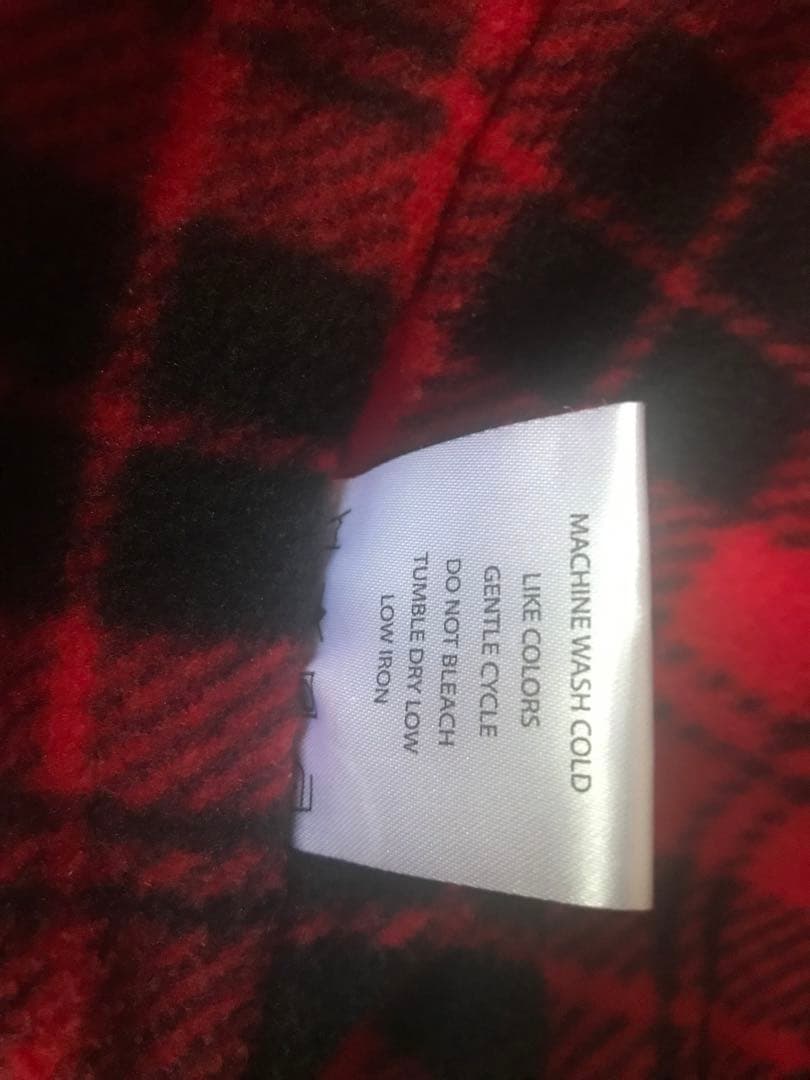 MACHINE WASH COLD
LIKE COLORS
GENTLE CYCLE
DO NOT BLEACH
TUMBLE DRY LOW
LOW IRON